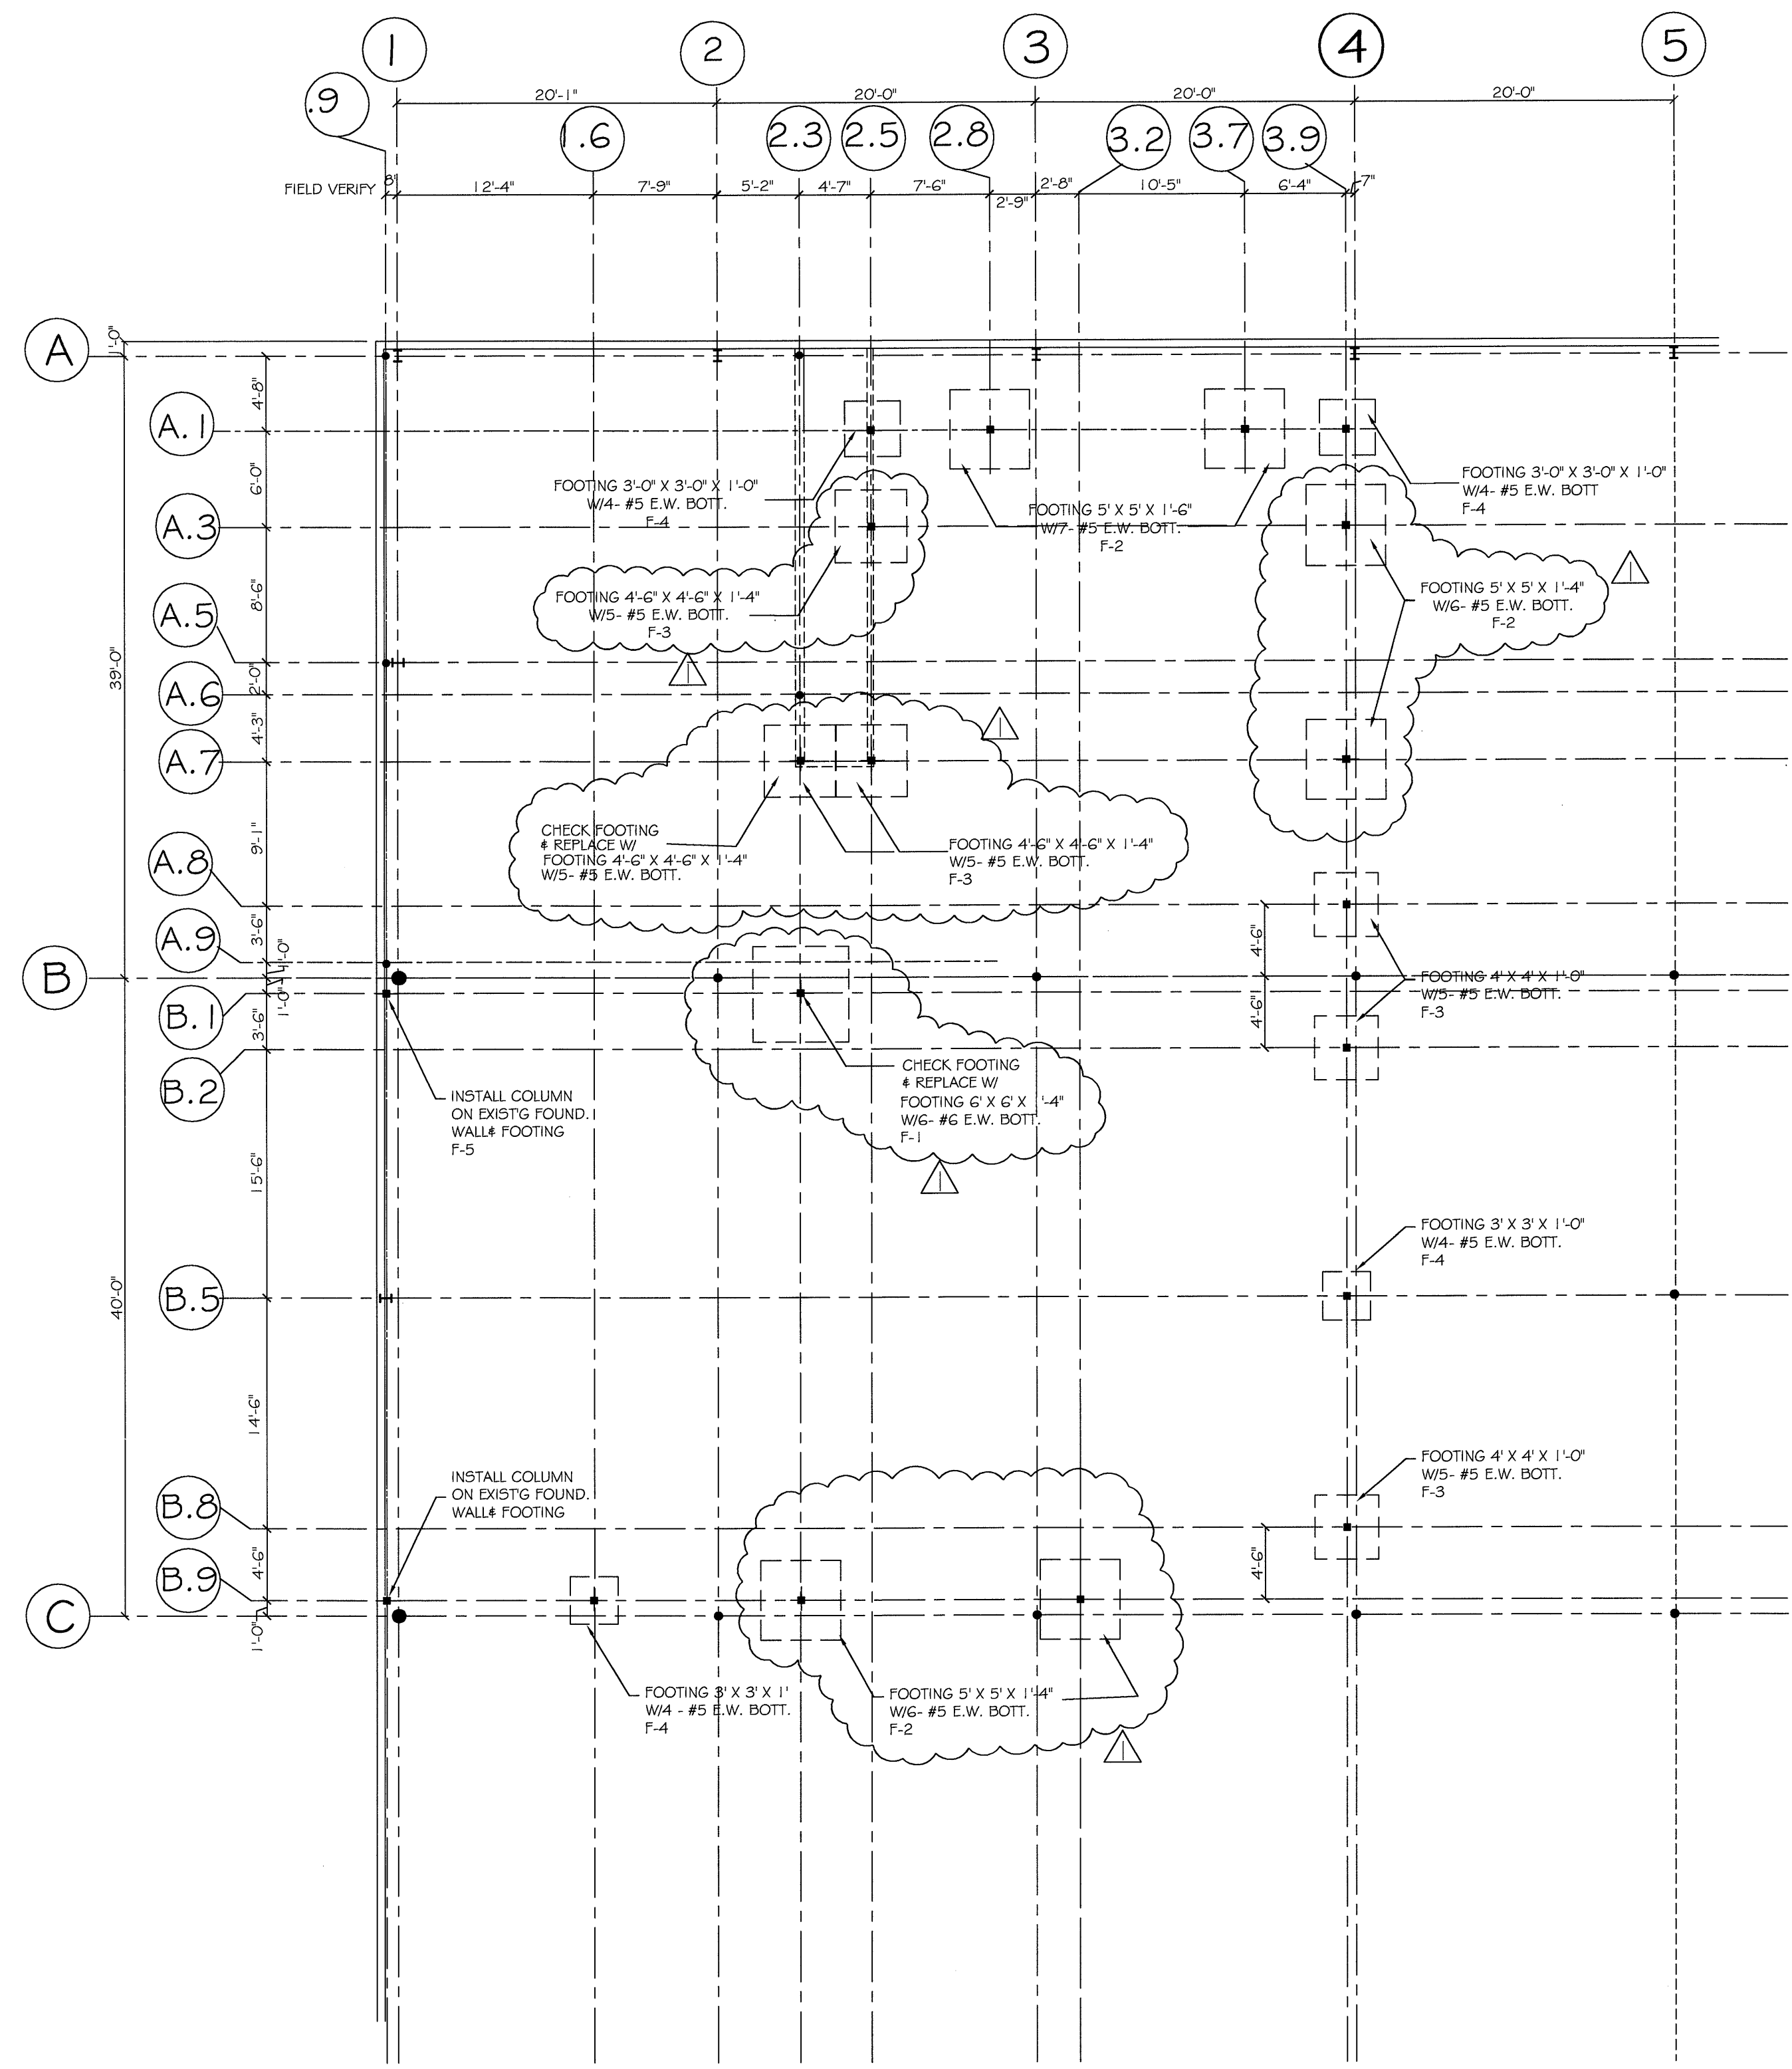 1
2
3
4
5
.9
20'-1"
20'-0"
20'-0"
20'-0"
1.6
2.3
2.5
2.8
3.2
3.7
3.9
FIELD VERIFY
8"
12'-4"
7'-9"
5'-2"
4'-7"
7'-6"
2'-9"
2'-8"
10'-5"
6'-4"
7"
A
1'-0"
4'-8"
A.1
6'-0"
FOOTING 3'-0" X 3'-0" X 1'-0"
W/4- #5 E.W. BOTT.
F-4
FOOTING 5' X 5' X 1'-6"
W/7- #5 E.W. BOTT.
F-2
FOOTING 3'-0" X 3'-0" X 1'-0"
W/4- #5 E.W. BOTT
F-4
A.3
8'-6"
FOOTING 4'-6" X 4'-6" X 1'-4"
W/5- #5 E.W. BOTT.
F-3
1
FOOTING 5' X 5' X 1'-4"
W/6- #5 E.W. BOTT.
F-2
1
A.5
39'-0"
2'-0"
A.6
4'-3"
1
A.7
9'-1"
CHECK FOOTING
& REPLACE W/
FOOTING 4'-6" X 4'-6" X 1'-4"
W/5- #5 E.W. BOTT.
FOOTING 4'-6" X 4'-6" X 1'-4"
W/5- #5 E.W. BOTT.
F-3
A.8
3'-6"
4'-6"
A.9
B
1'-0"
FOOTING 4' X 4' X 1'-0"
W/5- #5 E.W. BOTT.
F-3
B.1
1'-0"
3'-6"
4'-6"
B.2
CHECK FOOTING
& REPLACE W/
FOOTING 6' X 6' X 1'-4"
W/6- #6 E.W. BOTT.
F-1
1
INSTALL COLUMN
ON EXIST'G FOUND.
WALL& FOOTING
F-5
15'-6"
FOOTING 3' X 3' X 1'-0"
W/4- #5 E.W. BOTT.
F-4
B.5
40'-0"
14'-6"
INSTALL COLUMN
ON EXIST'G FOUND.
WALL& FOOTING
FOOTING 4' X 4' X 1'-0"
W/5- #5 E.W. BOTT.
F-3
B.8
4'-6"
4'-6"
B.9
C
1'-0"
FOOTING 3' X 3' X 1'
W/4 - #5 E.W. BOTT.
F-4
FOOTING 5' X 5' X 1'-4"
W/6- #5 E.W. BOTT.
F-2
1